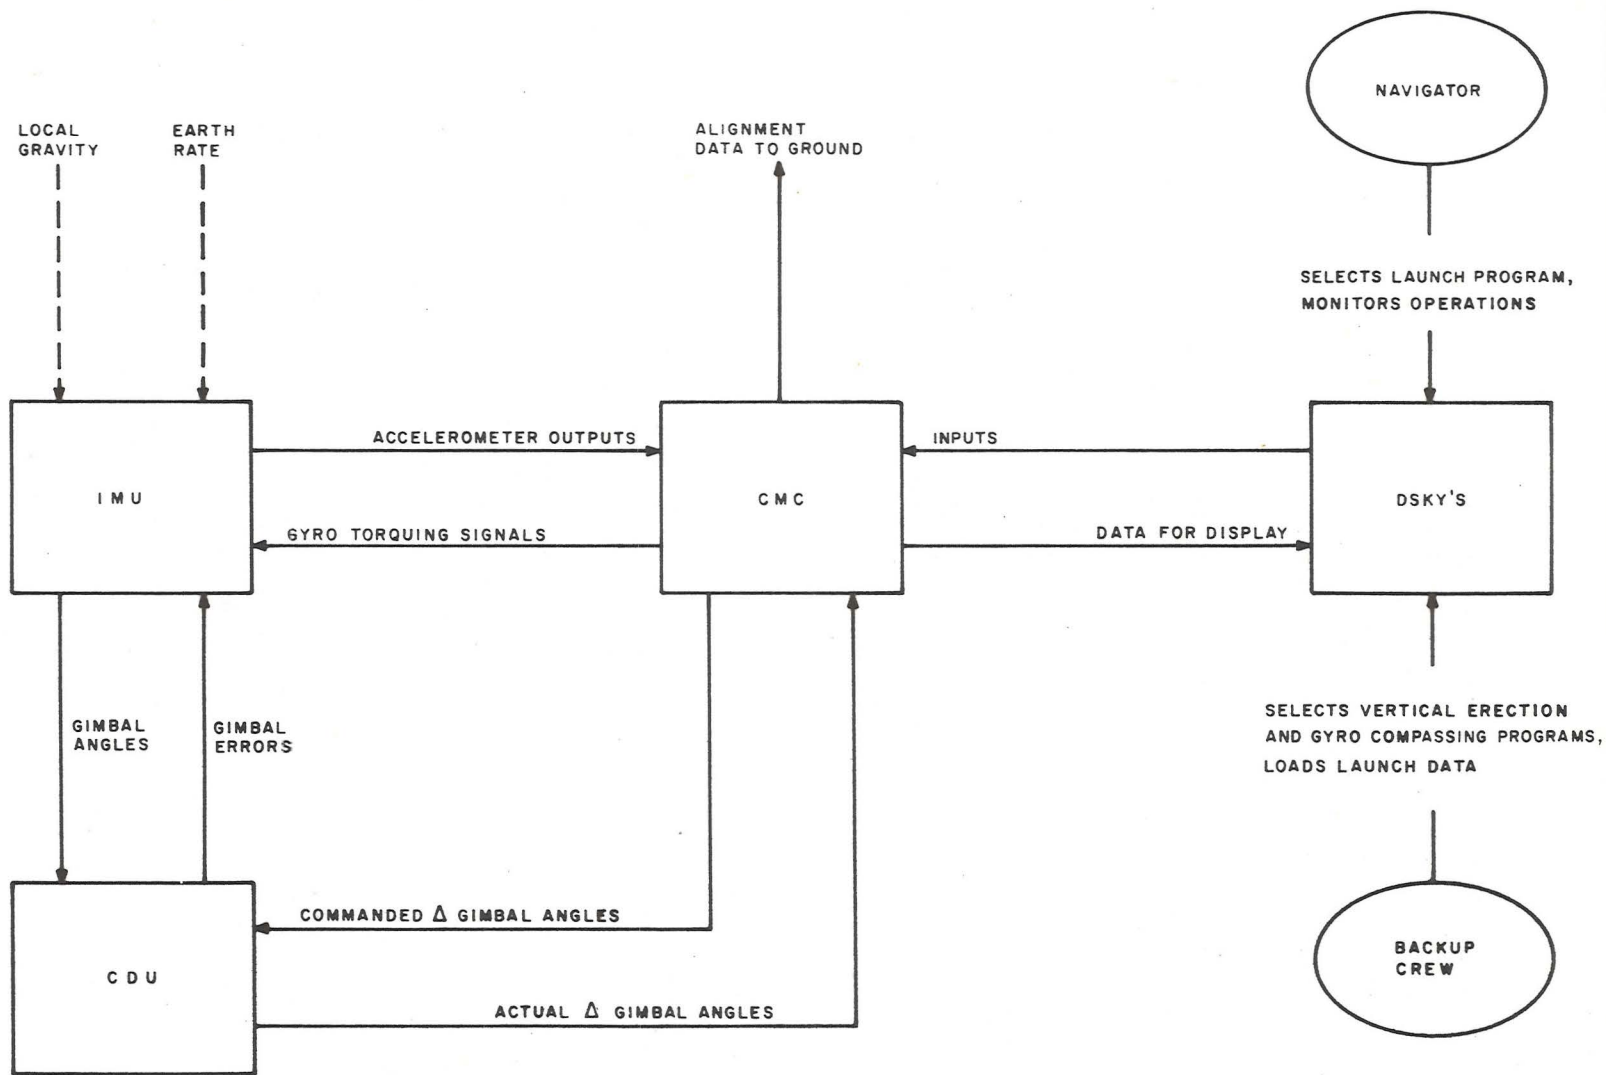 NAVIGATOR
LOCAL
GRAVITY
EARTH
RATE
ALIGNMENT
DATA TO GROUND
SELECTS LAUNCH PROGRAM,
MONITORS OPERATIONS
ACCELEROMETER OUTPUTS
INPUTS
IMU
CMC
DSKY'S
GYRO TORQUING SIGNALS
DATA FOR DISPLAY
GIMBAL
ANGLES
GIMBAL
ERRORS
SELECTS VERTICAL ERECTION
AND GYRO COMPASSING PROGRAMS,
LOADS LAUNCH DATA
COMMANDED Δ GIMBAL ANGLES
CDU
BACKUP
CREW
ACTUAL Δ GIMBAL ANGLES